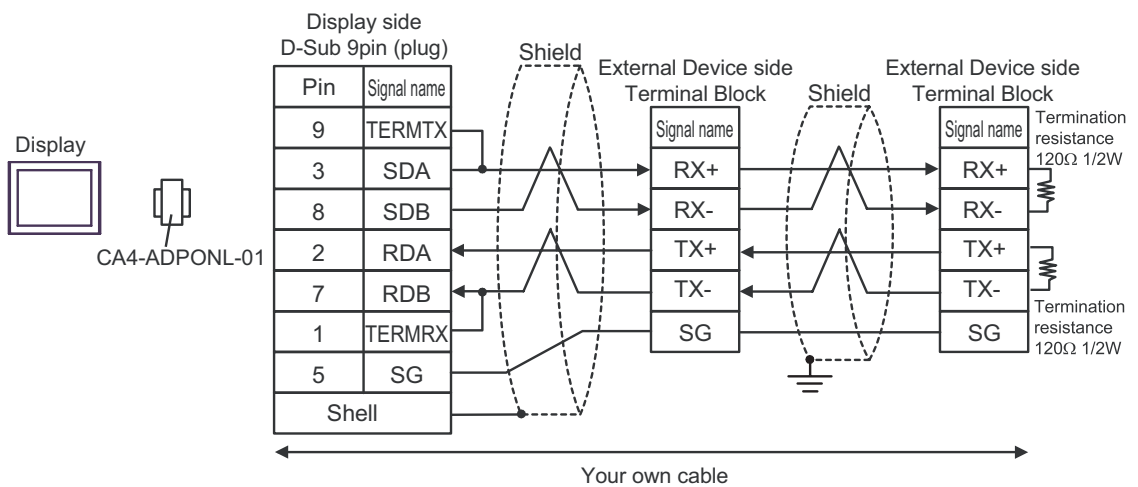 Display
CA4-ADPONL-01
Display side
D-Sub 9pin (plug)
Pin Signal name
9 TERMTX
3 SDA
8 SDB
2 RDA
7 RDB
1 TERMRX
5 SG
Shell
Shield
External Device side
Terminal Block
Signal name
RX+
RX-
TX+
TX-
SG
Shield
External Device side
Terminal Block
Signal name
RX+
RX-
TX+
TX-
SG
Termination
resistance
120Ω 1/2W
Termination
resistance
120Ω 1/2W
Your own cable